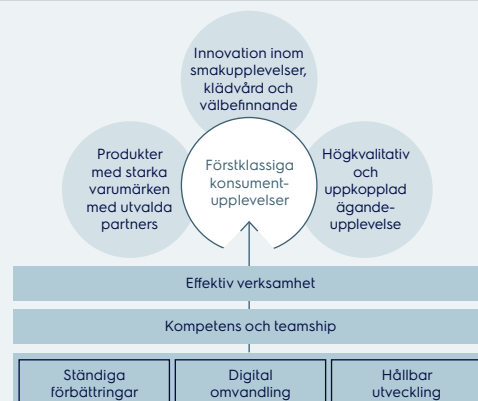 Innovation inom
smakupplevelser,
klädvård och
välbefinnande
Produkter
med starka
varumärken
med utvalda
partners
Förstklassiga
konsument-
upplevelser
Högkvalitativ
och
uppkopplad
ägande-
upplevelse
Effektiv verksamhet
Kompetens och teamship
Ständiga
förbättringar
Digital
omvandling
Hållbar
utveckling